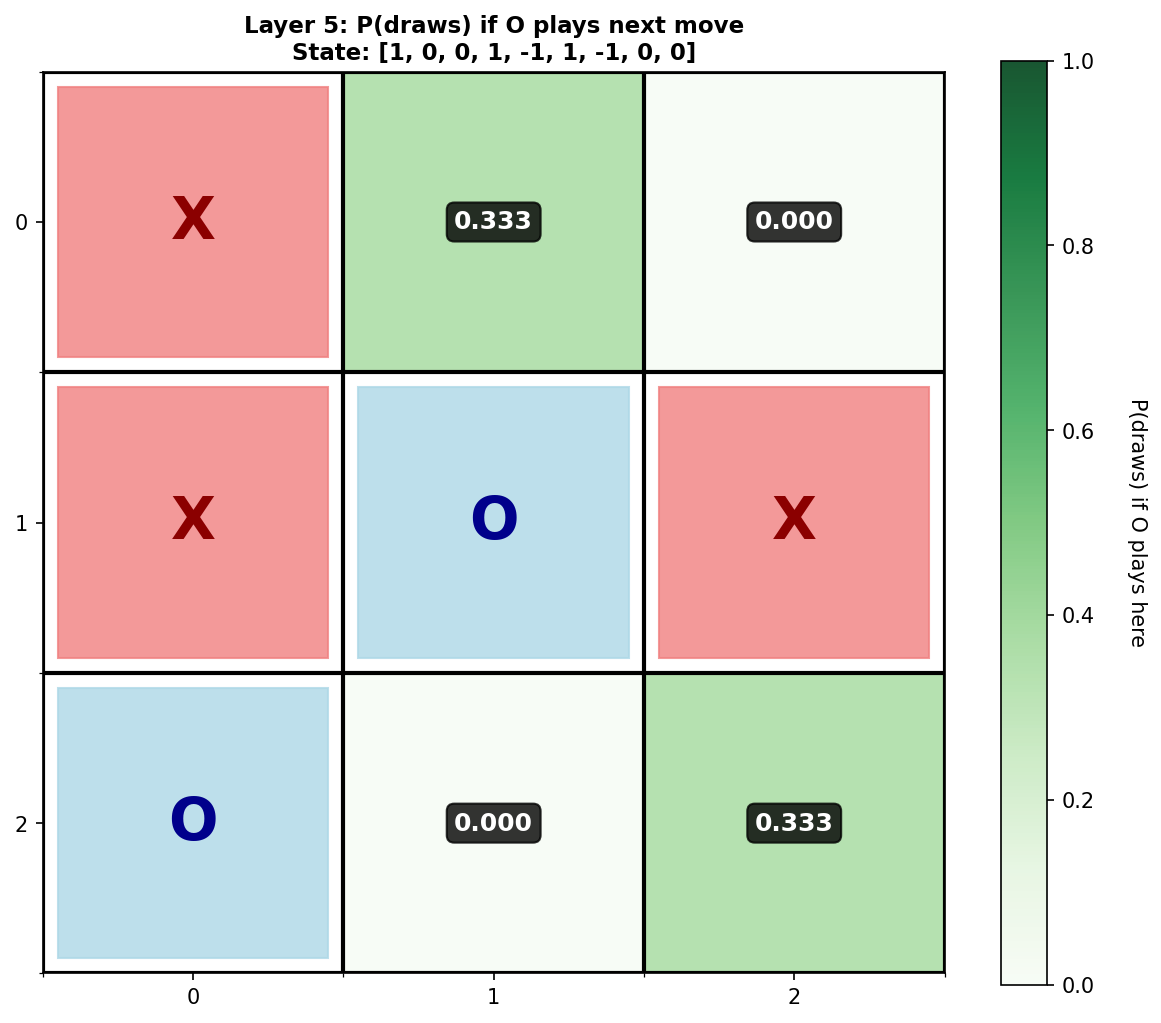 Layer 5: P(draws) if O plays next move
State: [1, 0, 0, 1, -1, 1, -1, 0, 0]
1.0
0 X 0.333 0.000
0.8
0.6
P(draws) if O plays here
1 X O X
0.4
0.2
2 O 0.000 0.333
0.0
0 1 2